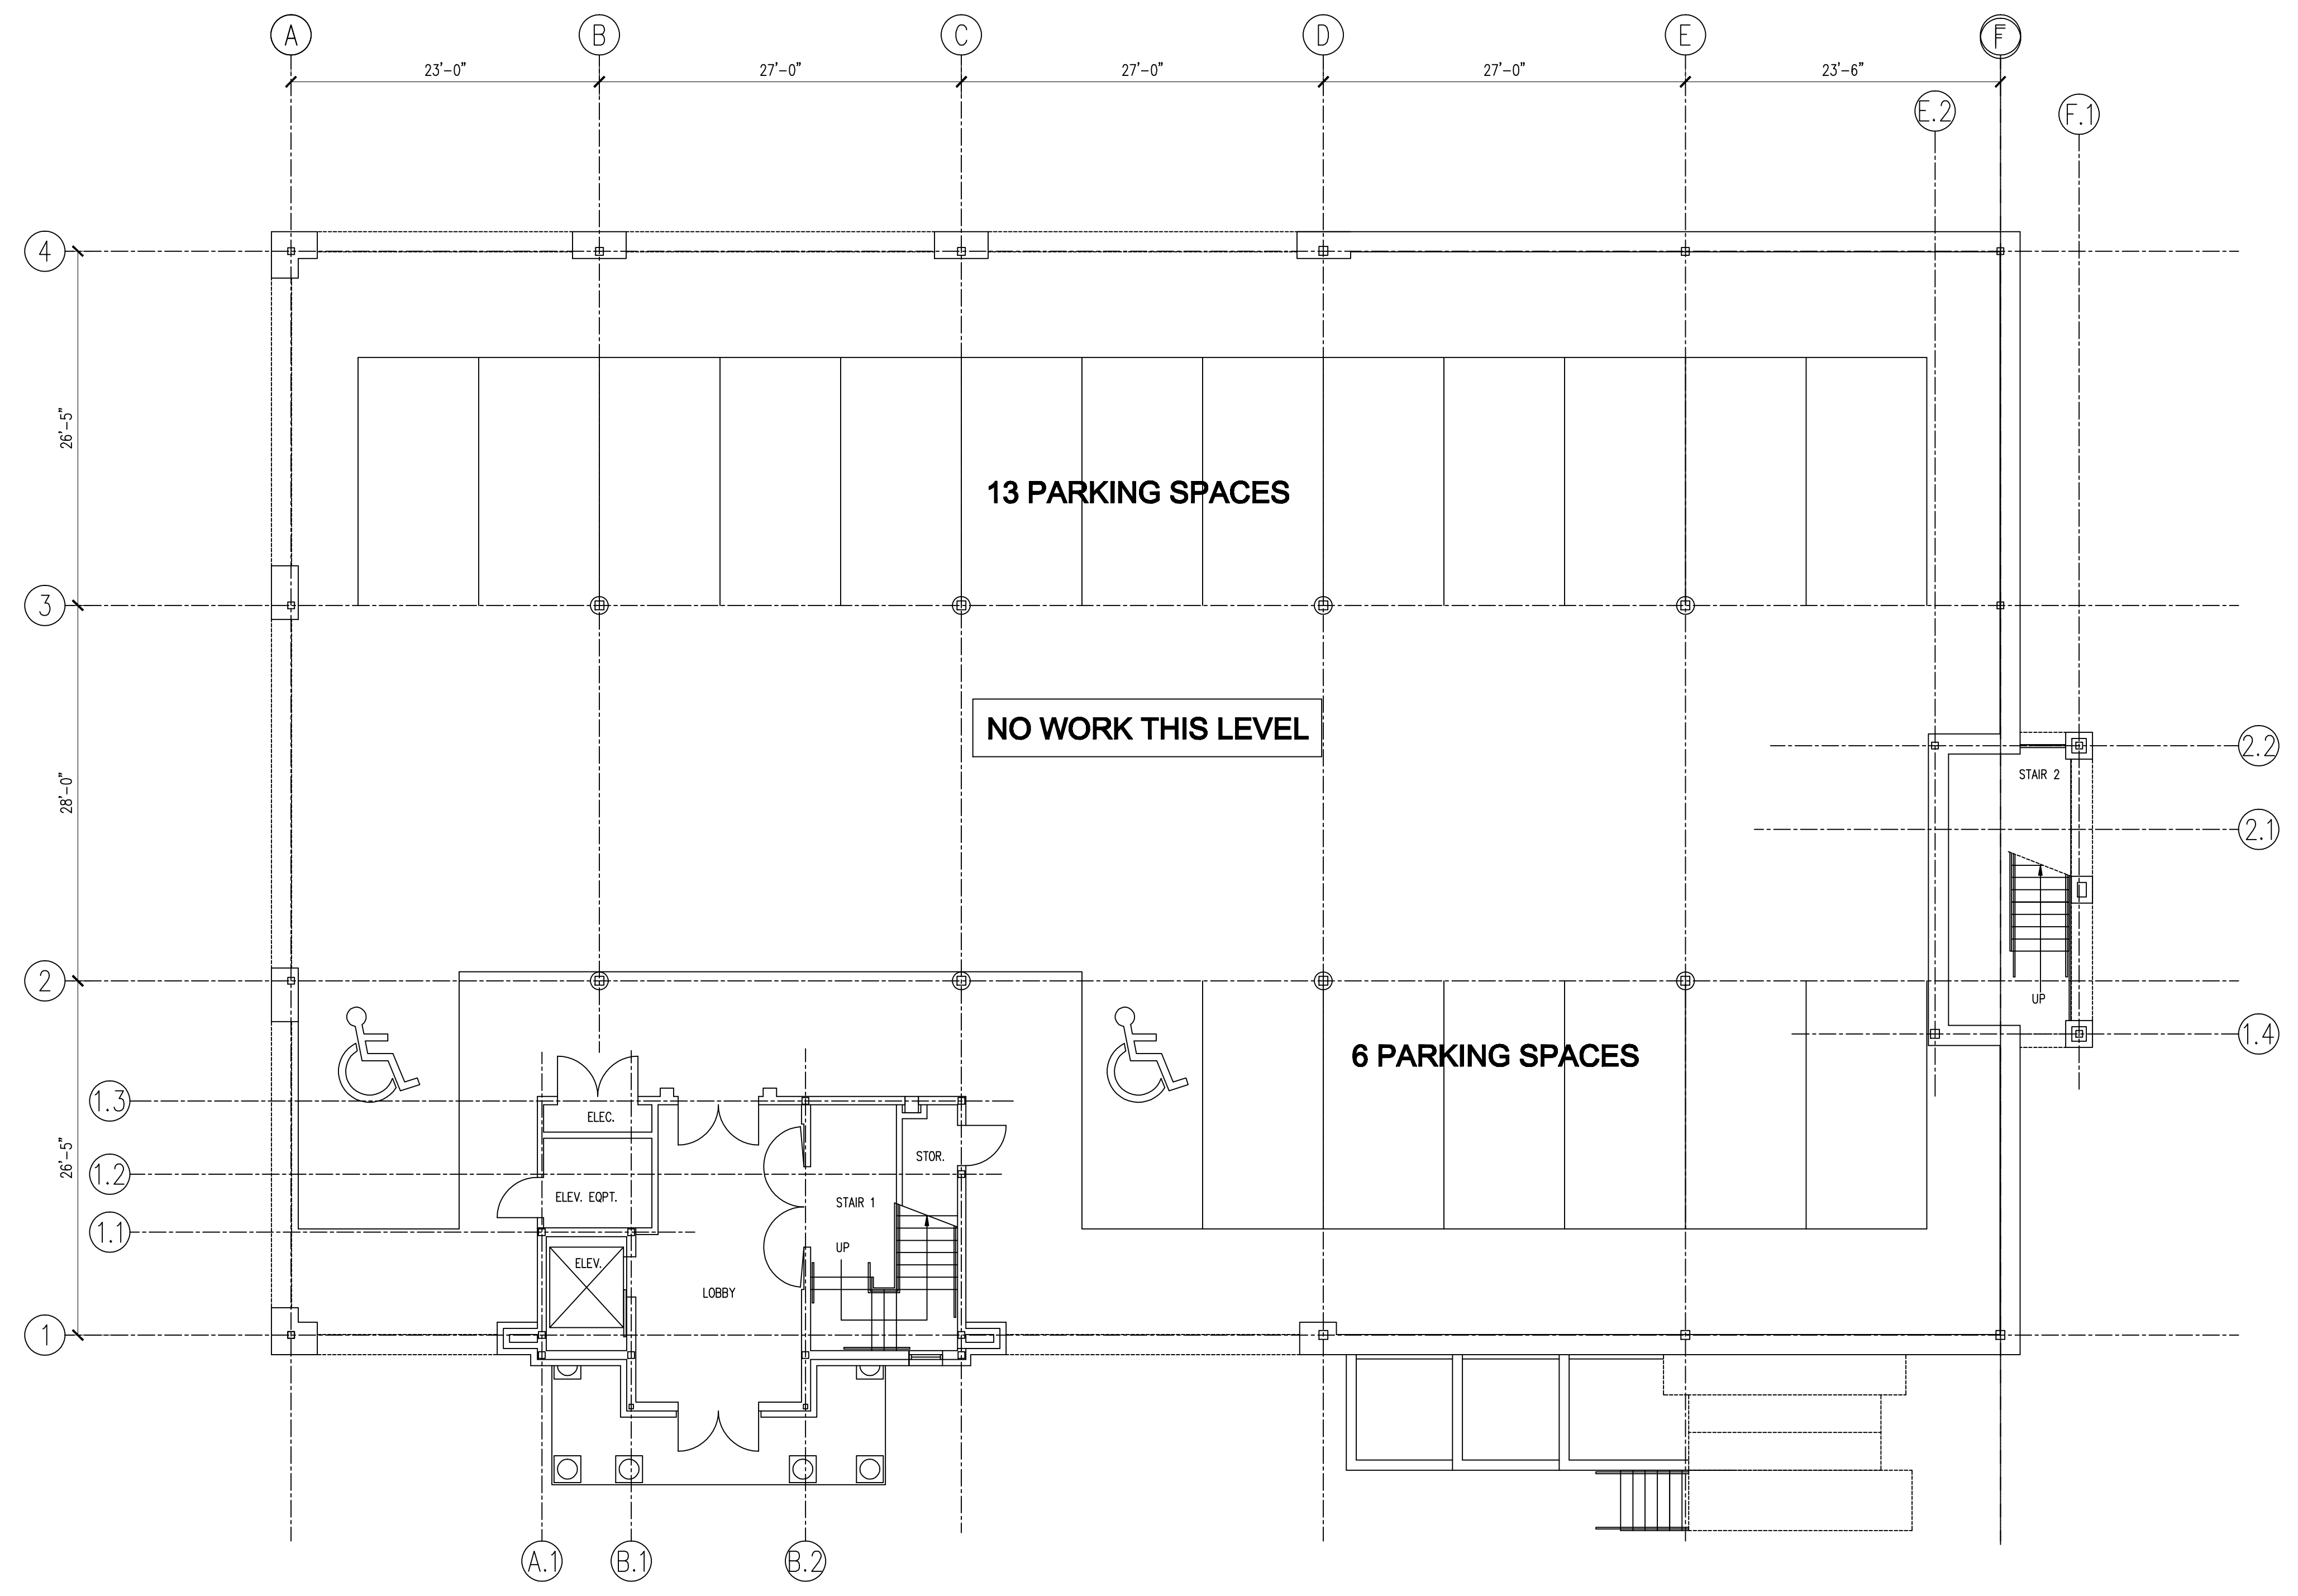 A B C D E F
23'-0" 27'-0" 27'-0" 27'-0" 23'-6"
E.2 F.1
4
26'-5"
13 PARKING SPACES
3
NO WORK THIS LEVEL
2.2
STAIR 2
28'-0"
2.1
2
UP
1.4
6 PARKING SPACES
1.3
ELEC.
26'-5"
STOR.
1.2
ELEV. EQPT.
STAIR 1
1.1
UP
ELEV.
LOBBY
1
A.1 B.1 B.2